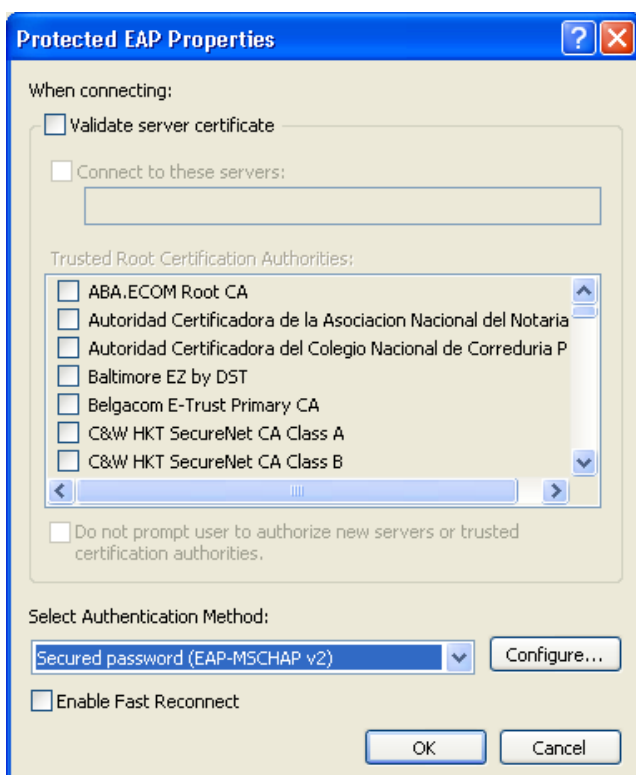 Protected EAP Properties
When connecting:
Validate server certificate
Connect to these servers:
Trusted Root Certification Authorities:
ABA.ECOM Root CA
Autoridad Certificadora de la Asociacion Nacional del Notaria
Autoridad Certificadora del Colegio Nacional de Correduria P
Baltimore EZ by DST
Belgacom E-Trust Primary CA
C&W HKT SecureNet CA Class A
C&W HKT SecureNet CA Class B
Do not prompt user to authorize new servers or trusted
certification authorities.
Select Authentication Method:
Secured password (EAP-MSCHAP v2)
Configure...
Enable Fast Reconnect
OK
Cancel